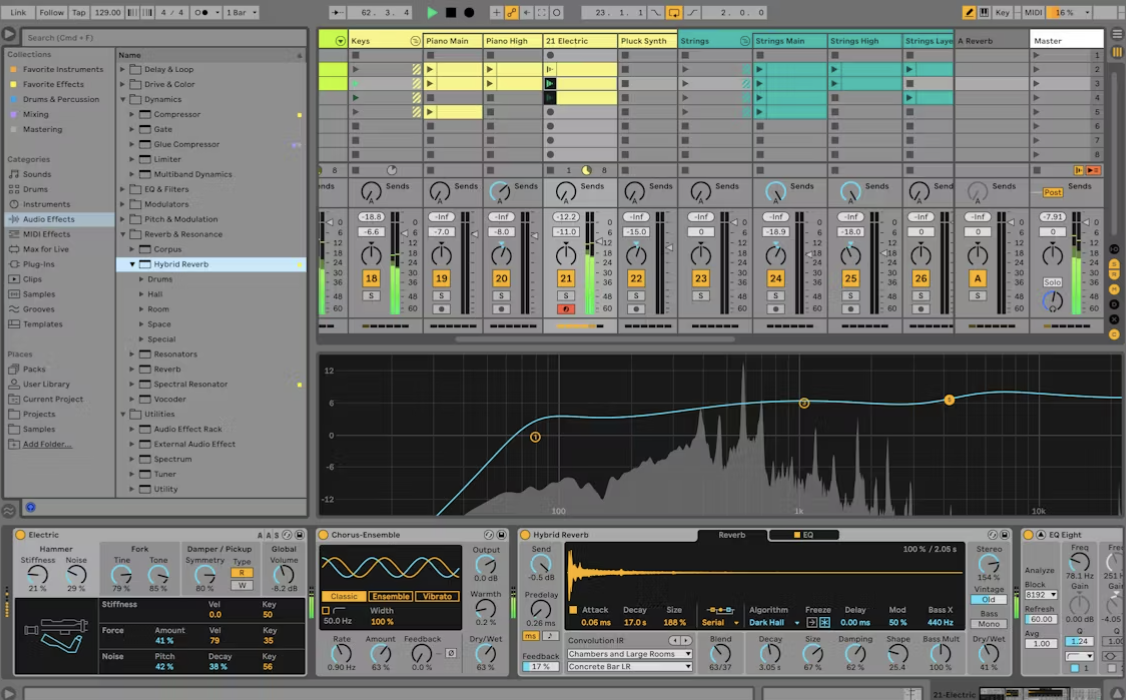 Link Follow Tap 129.00 4 / 4 1 Bar 62. 3. 4 23. 1. 1 2. 0. 0 Key MIDI 16 %
Search (Cmd + F)
Collections
Favorite Instruments
Favorite Effects
Drums & Percussion
Mixing
Mastering
Categories
Sounds
Drums
Instruments
Audio Effects
MIDI Effects
Max for Live
Plug-Ins
Clips
Samples
Grooves
Templates
Places
Packs
User Library
Current Project
Projects
Samples
Add Folder...
Name
Delay & Loop
Drive & Color
Dynamics
Compressor
Gate
Glue Compressor
Limiter
Multiband Dynamics
EQ & Filters
Modulators
Pitch & Modulation
Reverb & Resonance
Corpus
Hybrid Reverb
Drums
Hall
Room
Space
Special
Resonators
Reverb
Spectral Resonator
Vocoder
Utilities
Audio Effect Rack
External Audio Effect
Spectrum
Tuner
Utility
Keys Piano Main Piano High 21 Electric Pluck Synth Strings Strings Main Strings High Strings Laye A Reverb Master
1
2
3
4
5
6
7
8
8 1 8
nds Sends Sends Sends Sends Sends Sends Sends Sends Sends Sends Post Sends
A A A A A A A A A A
-18.8 -Inf -Inf -12.2 -Inf -Inf -Inf -Inf -Inf -Inf -7.91
-6.6 -7.0 -8.0 -11.0 -15.0 0 -18.9 -18.0 0 0 0
0 6 12 18 24 30 36 48 60
18 19 20 21 22 23 24 25 26 A
S S S S S S S S S S Solo
12
6
0
-6
-12
100 1k 10k
Electric
Hammer Fork Damper / Pickup Global
Stiffness Noise Tine Tone Symmetry Type Volume
R
W
21 % 29 % 79 % 85 % 80 % -8.2 dB
Stiffness Vel Key
0.0 50
Force Amount Vel Key
41 % 79 35
Noise Pitch Decay Key
42 % 38 % 56
Chorus-Ensemble
Output
0.0 dB
Classic Ensemble Vibrato
Warmth
0.2 %
Width
50.0 Hz 100 %
Rate Amount Feedback Dry/Wet
0.90 Hz 63 % 0.0 % Ø 63 %
Hybrid Reverb Reverb EQ
Send
-0.5 dB
Predelay
0.26 ms
ms
Feedback
17 %
100 % / 2.05 s
Attack Decay Size Algorithm Freeze Delay Mod Bass X
0.06 ms 17.0 s 188 % Serial Dark Hall 0.00 ms 50 % 440 Hz
Convolution IR
Chambers and Large Rooms
Concrete Bar LR
Blend Decay Size Damping Shape Bass Mult
63/37 3.05 s 67 % 62 % 25.4 100 %
Stereo
154 %
Vintage
Old
Bass
Mono
Dry/Wet
41 %
EQ Eight
Analyze
Block
8192
Refresh
60.00
Avg
1.00
Freq
78.1 Hz
Gain
0.00
Q
1.24
1
Fre
251 H
-4.05
1.0
21-Electric